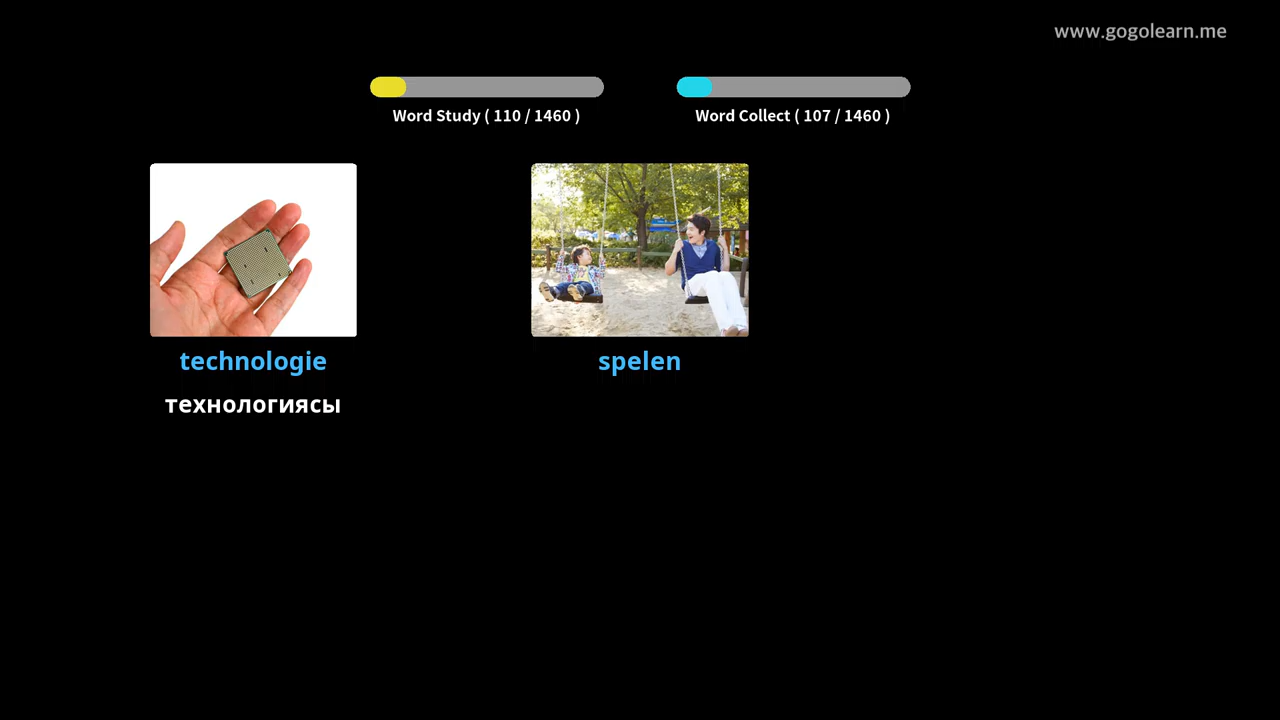 www.gogolearn.me
Word Study ( 110 / 1460 )
Word Collect ( 107 / 1460 )
technologie
spelen
технологиясы